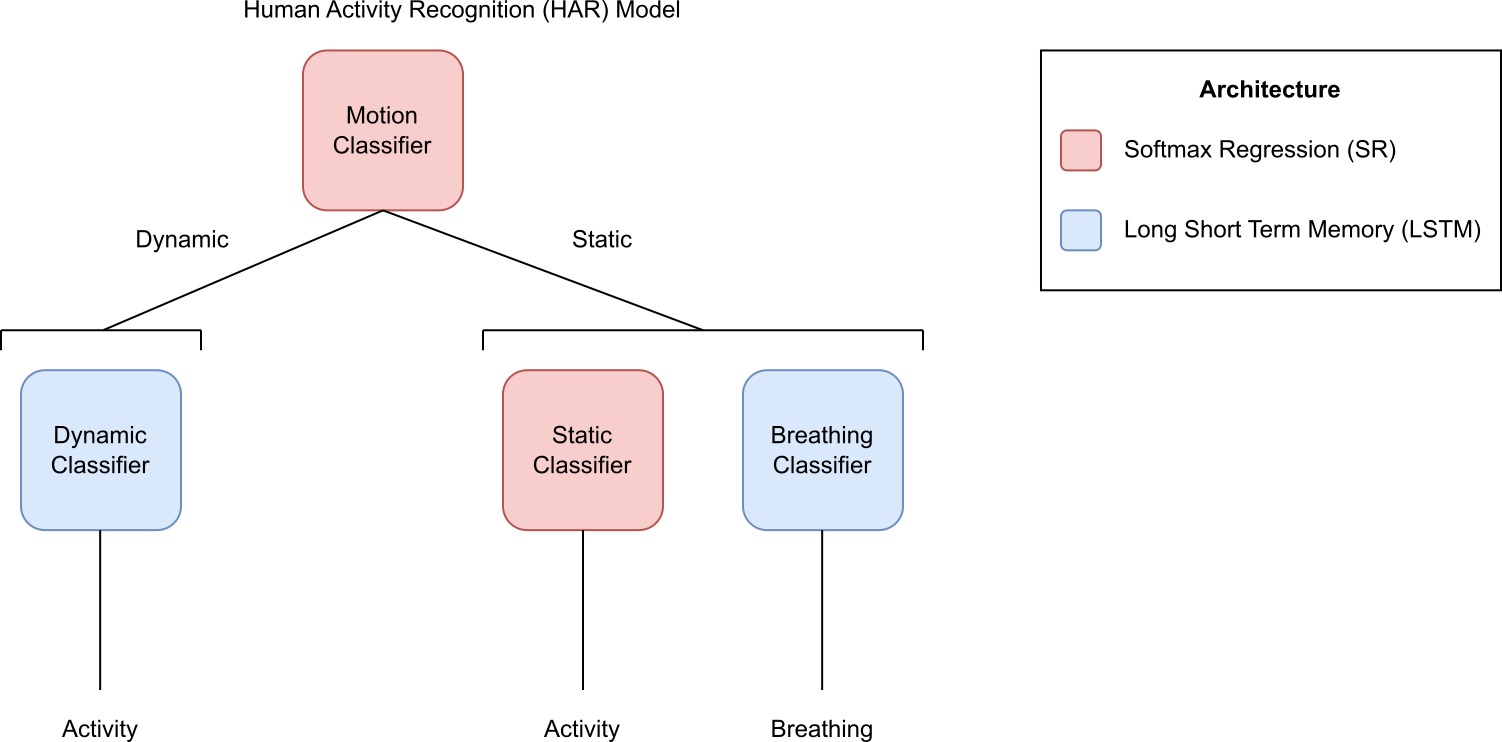 Human Activity Recognition (HAR) Model
Motion
Classifier
Dynamic
Static
Dynamic
Classifier
Static
Classifier
Breathing
Classifier
Activity
Activity
Breathing
Architecture
Softmax Regression (SR)
Long Short Term Memory (LSTM)